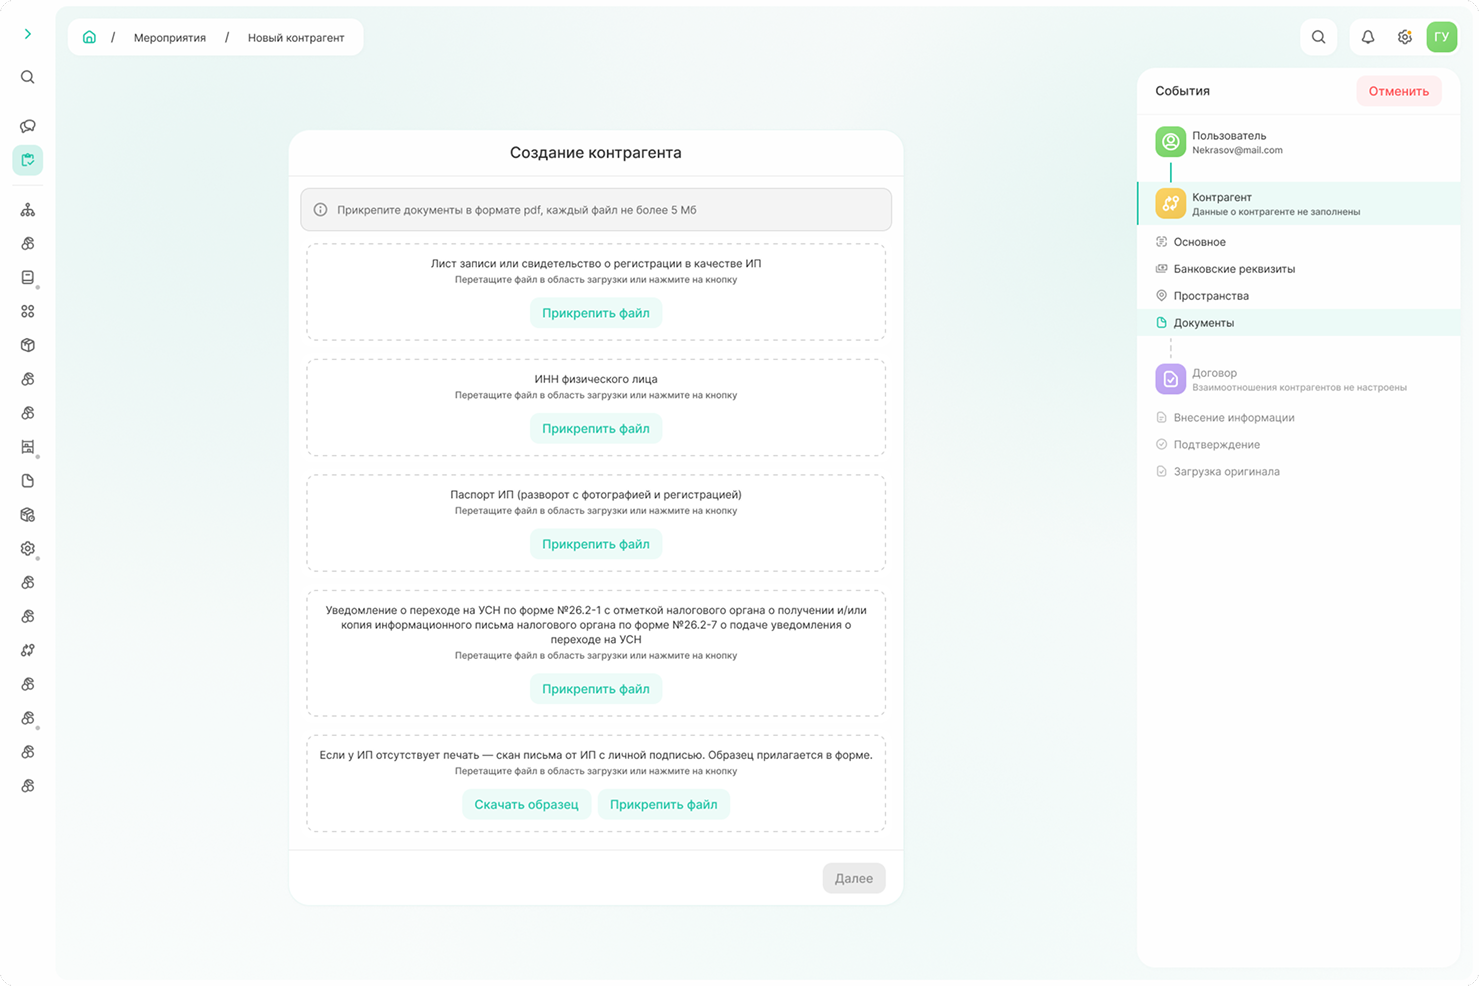 / Мероприятия / Новый контрагент
ГУ
Создание контрагента
Прикрепите документы в формате pdf, каждый файл не более 5 Мб
Лист записи или свидетельство о регистрации в качестве ИП
Перетащите файл в область загрузки или нажмите на кнопку
Прикрепить файл
ИНН физического лица
Перетащите файл в область загрузки или нажмите на кнопку
Прикрепить файл
Паспорт ИП (разворот с фотографией и регистрацией)
Перетащите файл в область загрузки или нажмите на кнопку
Прикрепить файл
Уведомление о переходе на УСН по форме №26.2-1 с отметкой налогового органа о получении и/или
копия информационного письма налогового органа по форме №26.2-7 о подаче уведомления о
переходе на УСН
Перетащите файл в область загрузки или нажмите на кнопку
Прикрепить файл
Если у ИП отсутствует печать — скан письма от ИП с личной подписью. Образец прилагается в форме.
Перетащите файл в область загрузки или нажмите на кнопку
Скачать образец Прикрепить файл
Далее
События Отменить
Пользователь
Nekrasov@mail.com
Контрагент
Данные о контрагенте не заполнены
Основное
Банковские реквизиты
Пространства
Документы
Договор
Взаимоотношения контрагентов не настроены
Внесение информации
Подтверждение
Загрузка оригинала